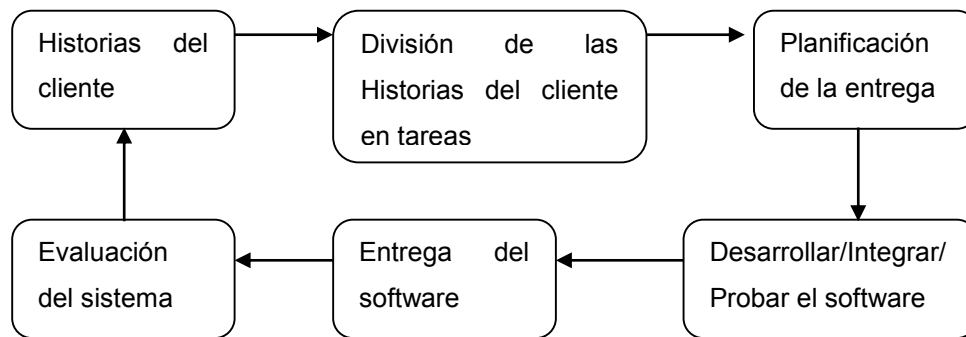 Historias del
cliente
División de las
Historias del cliente
en tareas
Planificación
de la entrega
Evaluación
del sistema
Entrega del
software
Desarrollar/Integrar/
Probar el software